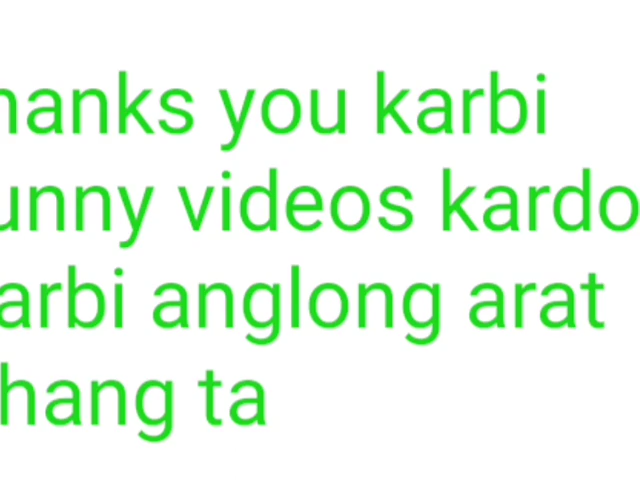 hanks you karbi
unny videos kardo
arbi anglong arat
hang ta